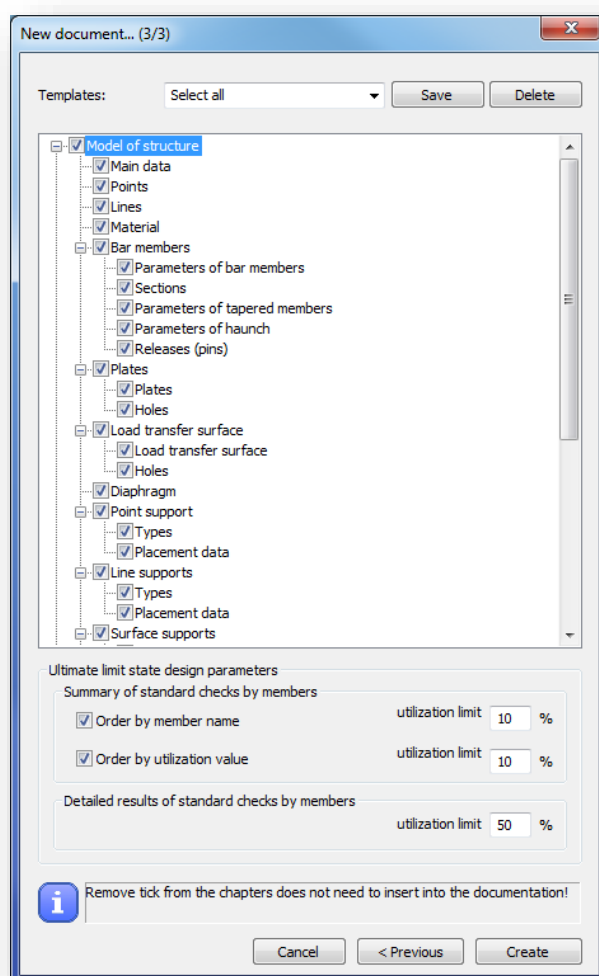 New document... (3/3)
Templates: Select all Save Delete
Model of structure
Main data
Points
Lines
Material
Bar members
Parameters of bar members
Sections
Parameters of tapered members
Parameters of haunch
Releases (pins)
Plates
Plates
Holes
Load transfer surface
Load transfer surface
Holes
Diaphragm
Point support
Types
Placement data
Line supports
Types
Placement data
Surface supports
Ultimate limit state design parameters
Summary of standard checks by members
Order by member name utilization limit 10 %
Order by utilization value utilization limit 10 %
Detailed results of standard checks by members
utilization limit 50 %
Remove tick from the chapters does not need to insert into the documentation!
Cancel < Previous Create